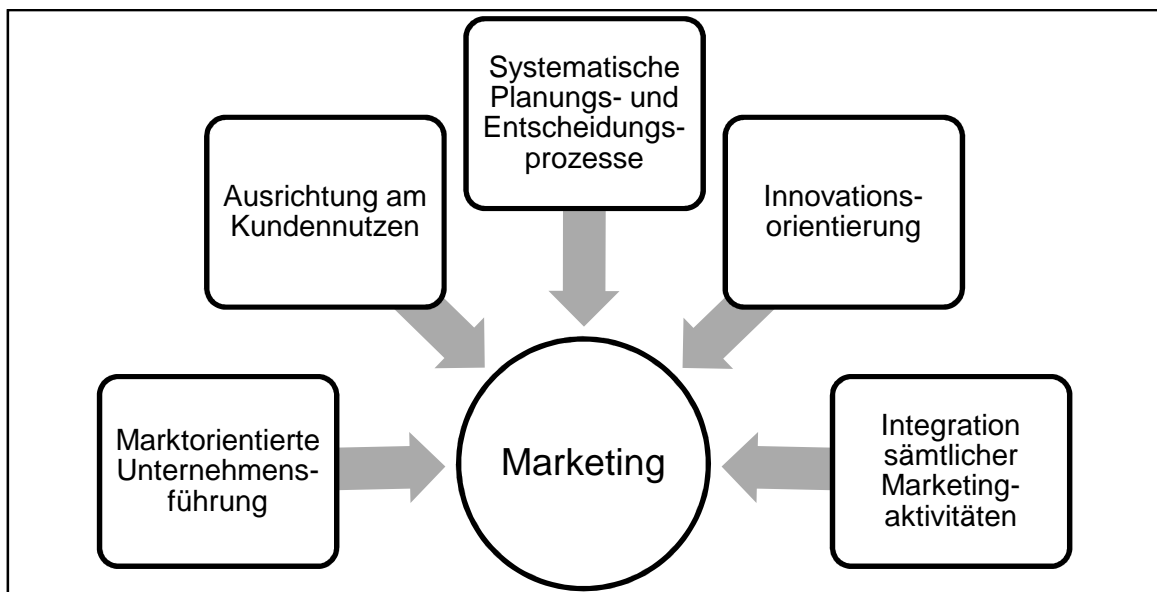 Systematische
Planungs- und
Entscheidungs-
prozesse
Ausrichtung am
Kundennutzen
Innovations-
orientierung
Marktorientierte
Unternehmens-
führung
Marketing
Integration
sämtlicher
Marketing-
aktivitäten